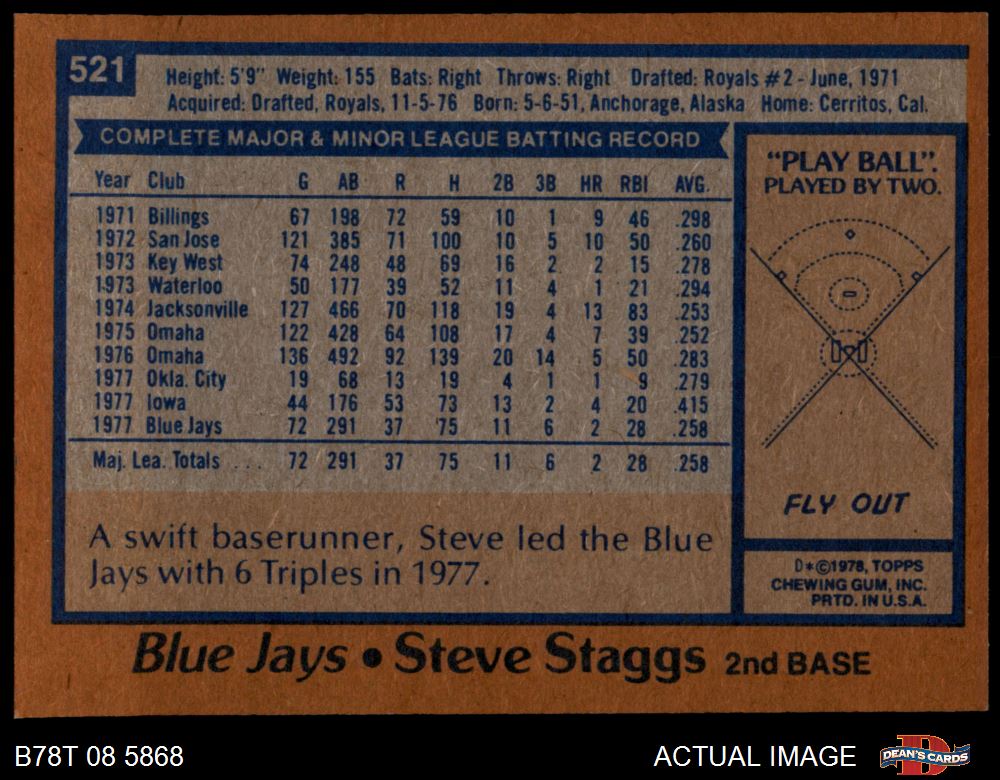 521
Height: 5'9" Weight: 155 Bats: Right Throws: Right Drafted: Royals #2 - June, 1971
Acquired: Drafted, Royals, 11-5-76 Born: 5-6-51, Anchorage, Alaska Home: Cerritos, Cal.
COMPLETE MAJOR & MINOR LEAGUE BATTING RECORD
Year Club G AB R H 2B 3B HR RBI AVG.
1971 Billings 67 198 72 59 10 1 9 46 .298
1972 San Jose 121 385 71 100 10 5 10 50 .260
1973 Key West 74 248 48 69 16 2 2 15 .278
1973 Waterloo 50 177 39 52 11 4 1 21 .294
1974 Jacksonville 127 466 70 118 19 4 13 83 .253
1975 Omaha 122 428 64 108 17 4 7 39 .252
1976 Omaha 136 492 92 139 20 14 5 50 .283
1977 Okla. City 19 68 13 19 4 1 1 9 .279
1977 Iowa 44 176 53 73 13 2 4 20 .415
1977 Blue Jays 72 291 37 75 11 6 2 28 .258
Maj. Lea. Totals ... 72 291 37 75 11 6 2 28 .258
A swift baserunner, Steve led the Blue
Jays with 6 Triples in 1977.
"PLAY BALL".
PLAYED BY TWO.
FLY OUT
D*©1978, TOPPS
CHEWING GUM, INC.
PRTD. IN U.S.A.
Blue Jays • Steve Staggs 2nd BASE
B78T 08 5868
ACTUAL IMAGE
D
DEAN'S CARDS